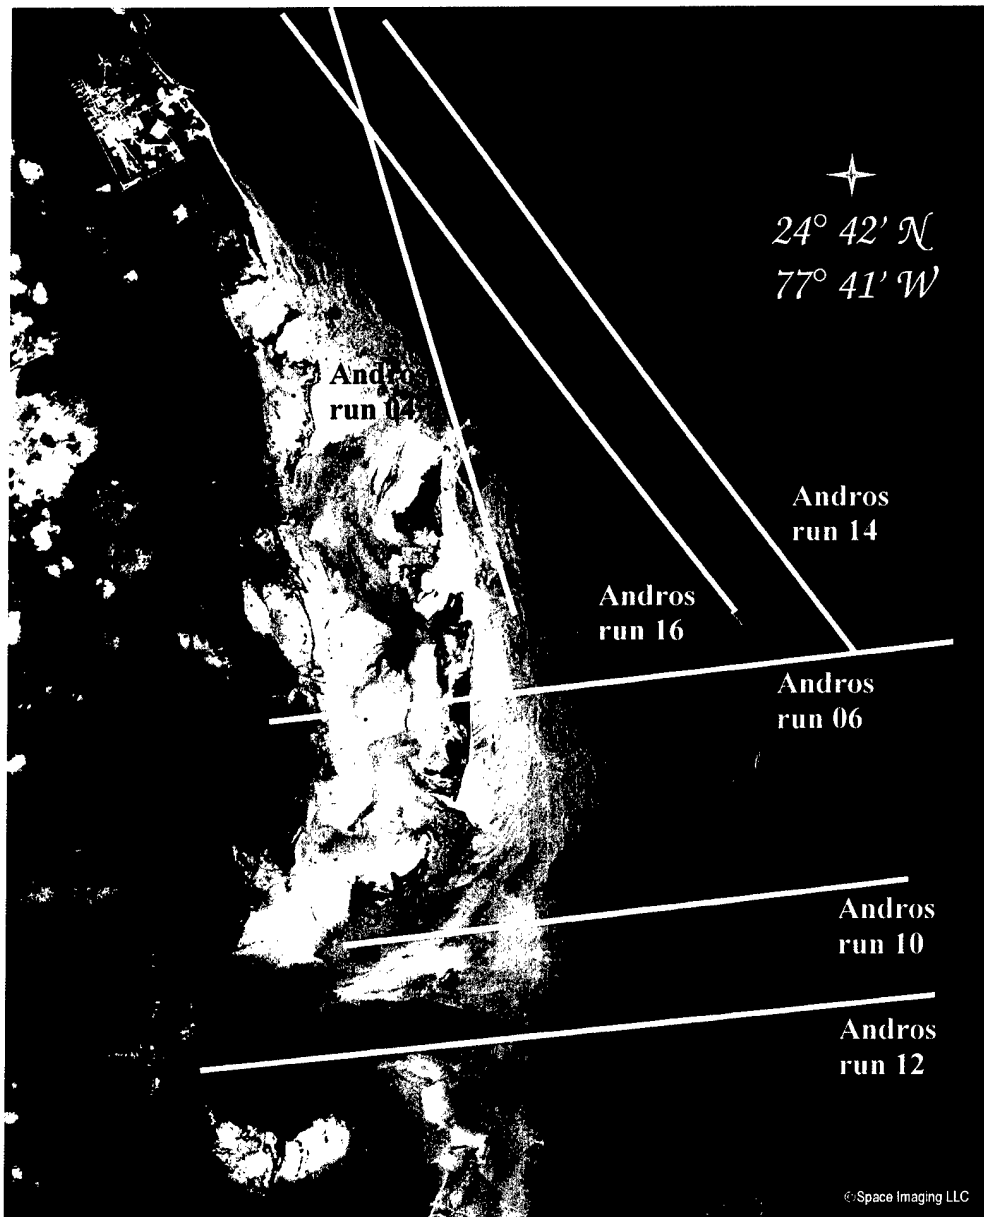 24° 42' N
77° 41' W
Andros
run 04
Andros
run 14
Andros
run 16
Andros
run 06
Andros
run 10
Andros
run 12
©Space Imaging LLC